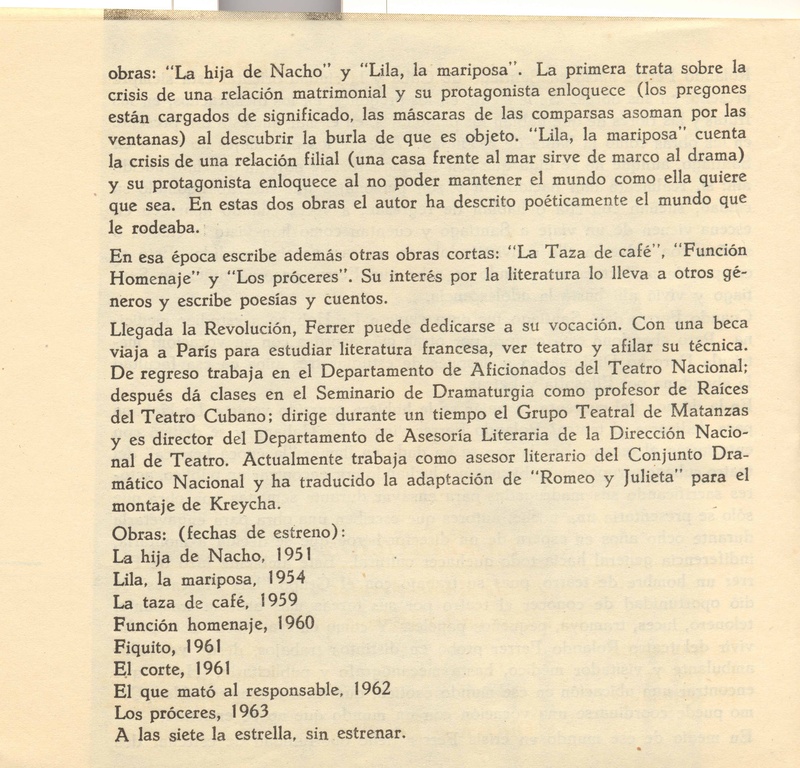 obras: "La hija de Nacho" y "Lila, la mariposa". La primera trata sobre la
crisis de una relación matrimonial y su protagonista enloquece (los pregones
están cargados de significado, las máscaras de las comparsas asoman por las
ventanas) al descubrir la burla de que es objeto. "Lila, la mariposa" cuenta
la crisis de una relación filial (una casa frente al mar sirve de marco al drama)
y su protagonista enloquece al no poder mantener el mundo como ella quiere
que sea. En estas dos obras el autor ha descrito poéticamente el mundo que
le rodeaba.
En esa época escribe además otras obras cortas: "La Taza de café", "Función
Homenaje" y "Los próceres". Su interés por la literatura lo lleva a otros gé-
neros y escribe poesías y cuentos.
Llegada la Revolución, Ferrer puede dedicarse a su vocación. Con una beca
viaja a París para estudiar literatura francesa, ver teatro y afilar su técnica.
De regreso trabaja en el Departamento de Aficionados del Teatro Nacional;
después dá clases en el Seminario de Dramaturgia como profesor de Raíces
del Teatro Cubano; dirige durante un tiempo el Grupo Teatral de Matanzas
y es director del Departamento de Asesoría Literaria de la Dirección Nacio-
nal de Teatro. Actualmente trabaja como asesor literario del Conjunto Dra-
mático Nacional y ha traducido la adaptación de "Romeo y Julieta" para el
montaje de Kreycha.
Obras: (fechas de estreno):
La hija de Nacho, 1951
Lila, la mariposa, 1954
La taza de café, 1959
Función homenaje, 1960
Fiquito, 1961
El corte, 1961
El que mató al responsable, 1962
Los próceres, 1963
A las siete la estrella, sin estrenar.